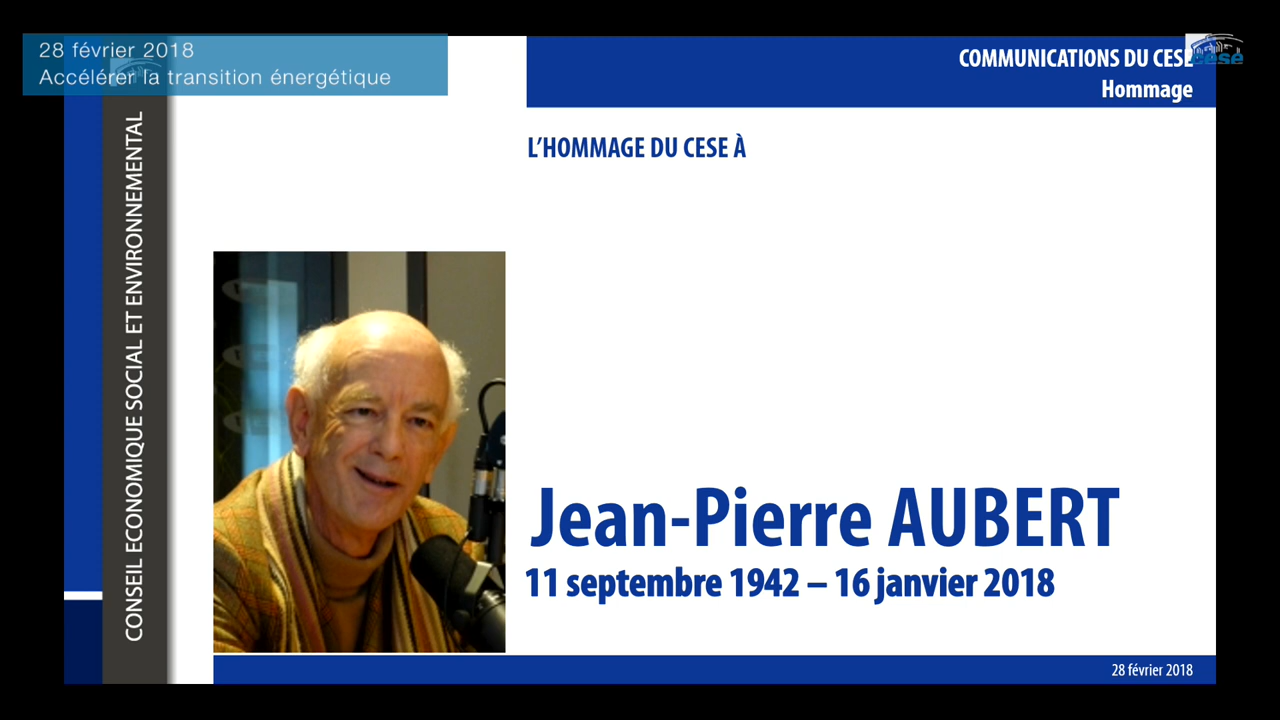 28 février 2018
Accélérer la transition énergétique
COMMUNICATIONS DU CESE
Hommage
cese
CONSEIL ECONOMIQUE SOCIAL ET ENVIRONNEMENTAL
L'HOMMAGE DU CESE À
Jean-Pierre AUBERT
11 septembre 1942 – 16 janvier 2018
28 février 2018